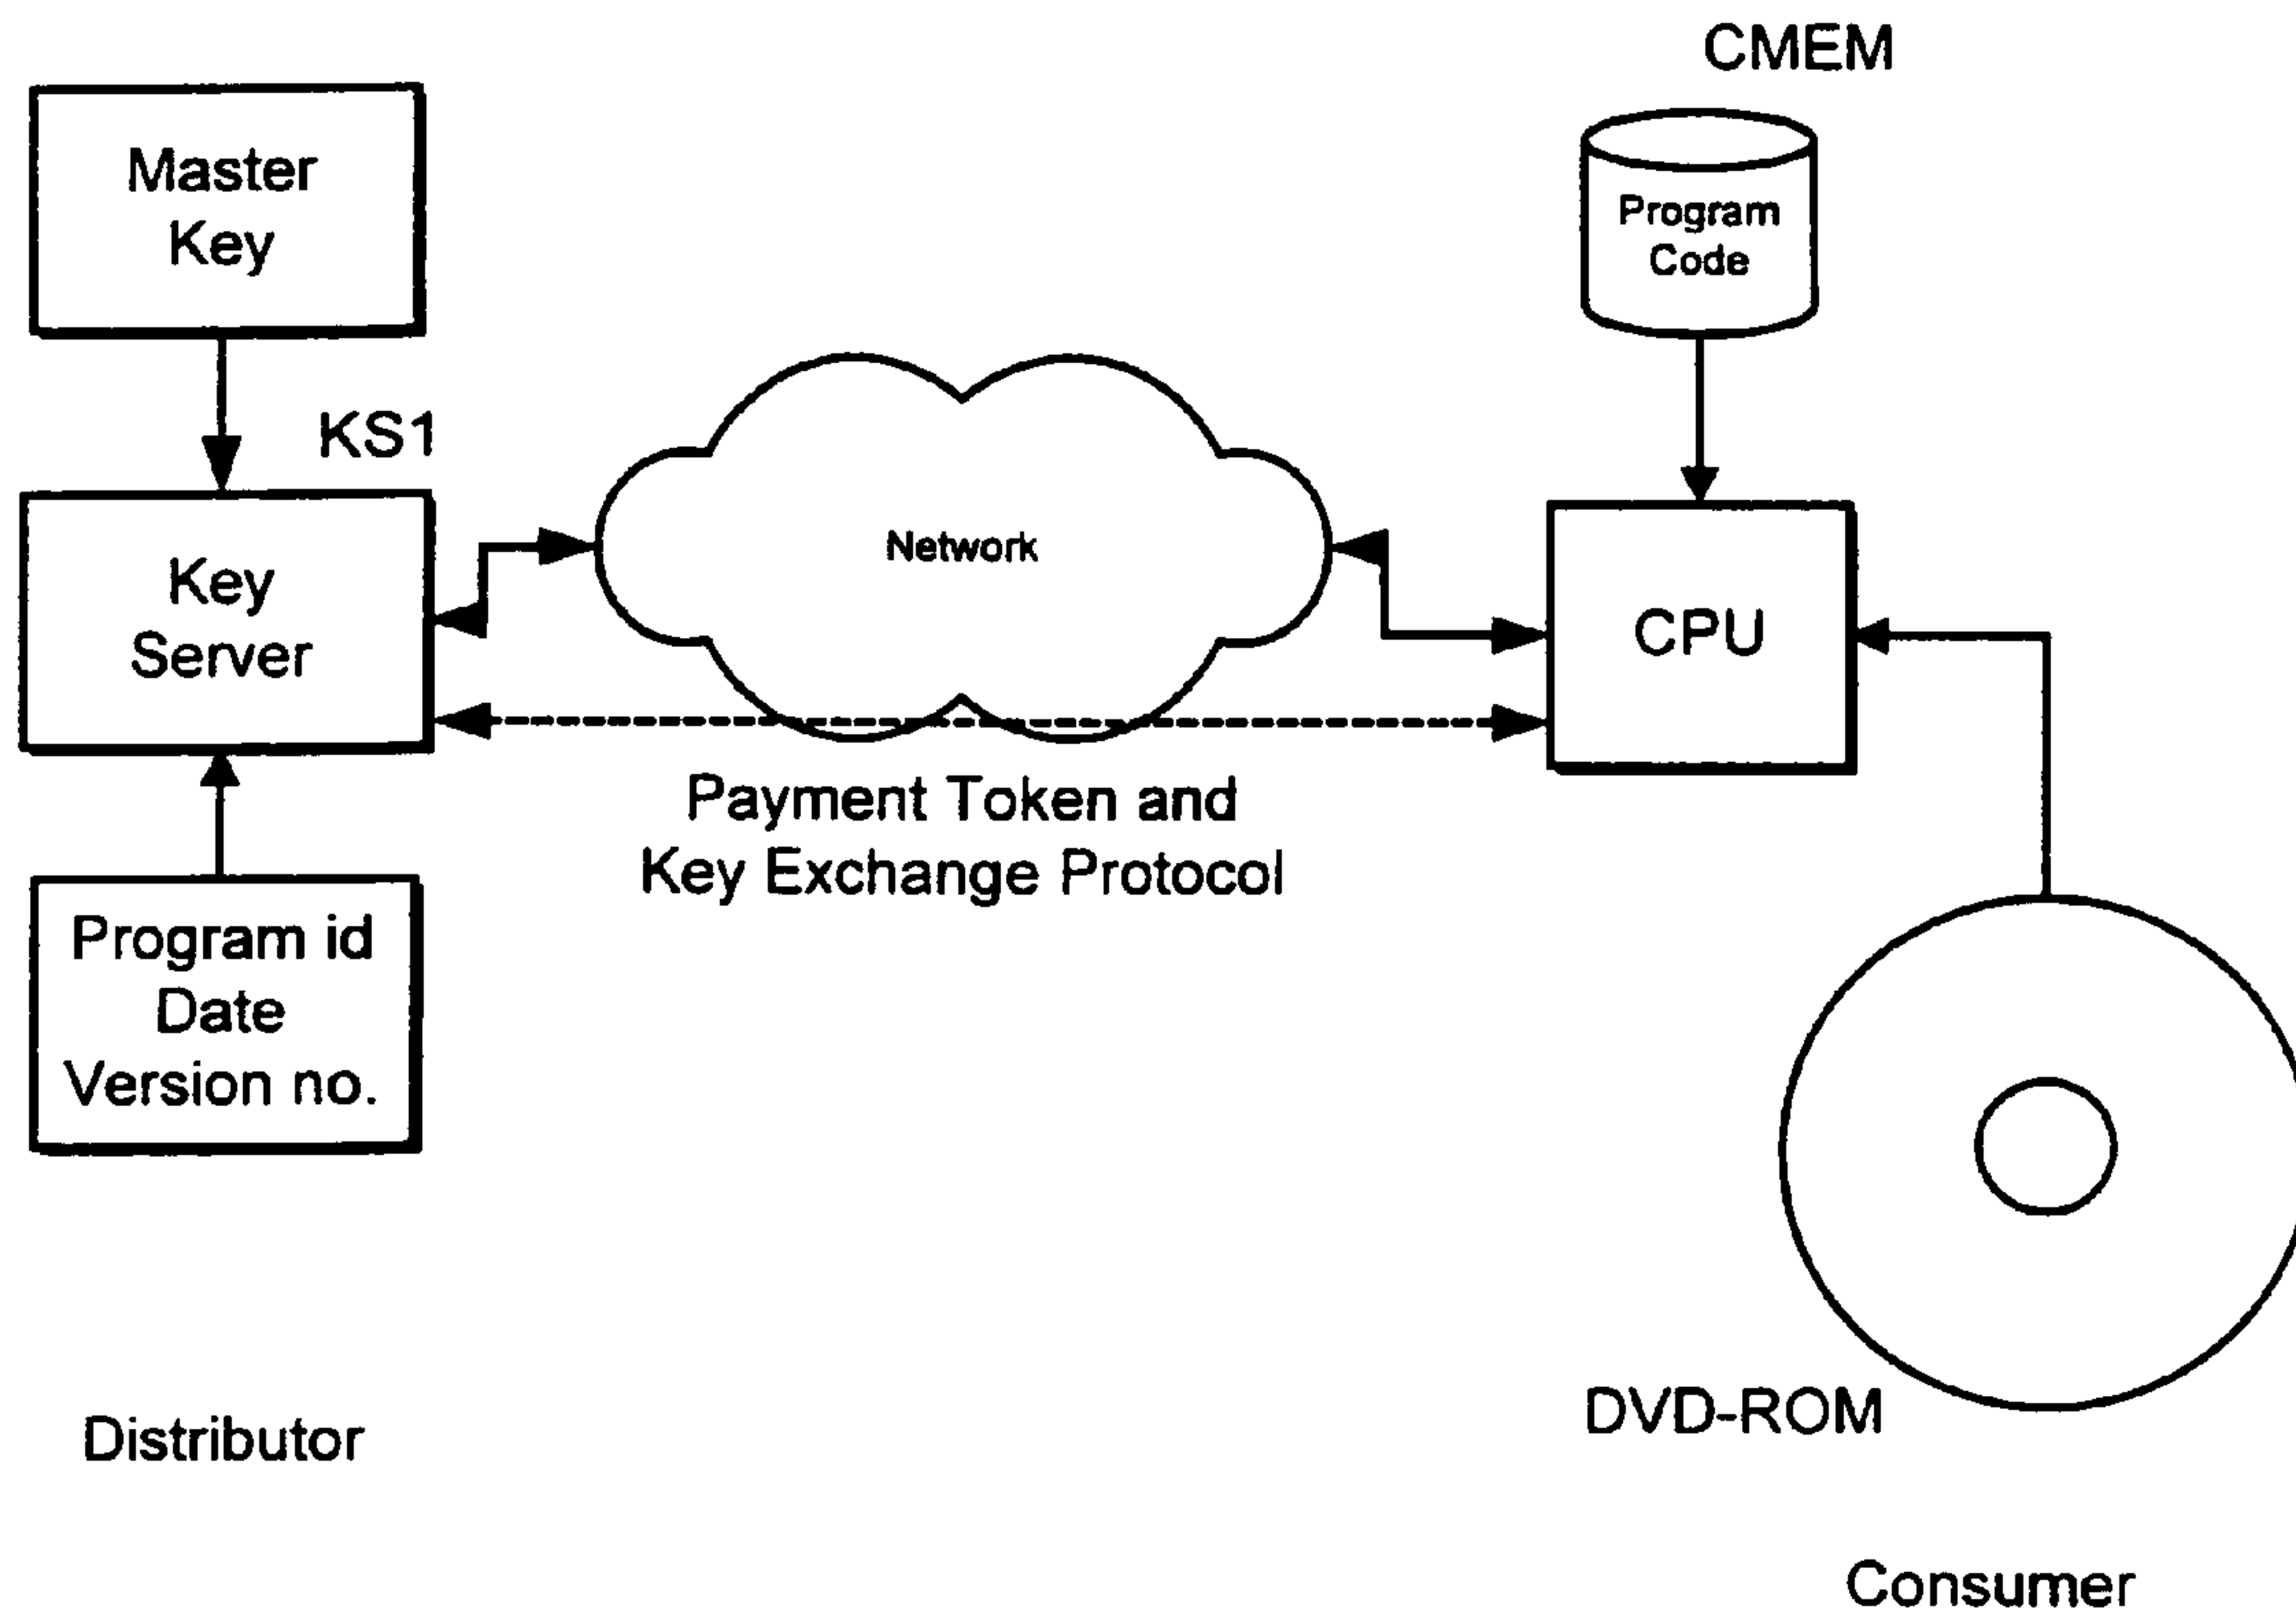 CMEM
Master
Key
Program
Code
KS1
Key
Server
Network
CPU
Payment Token and
Key Exchange Protocol
Program id
Date
Version no.
DVD-ROM
Distributor
Consumer